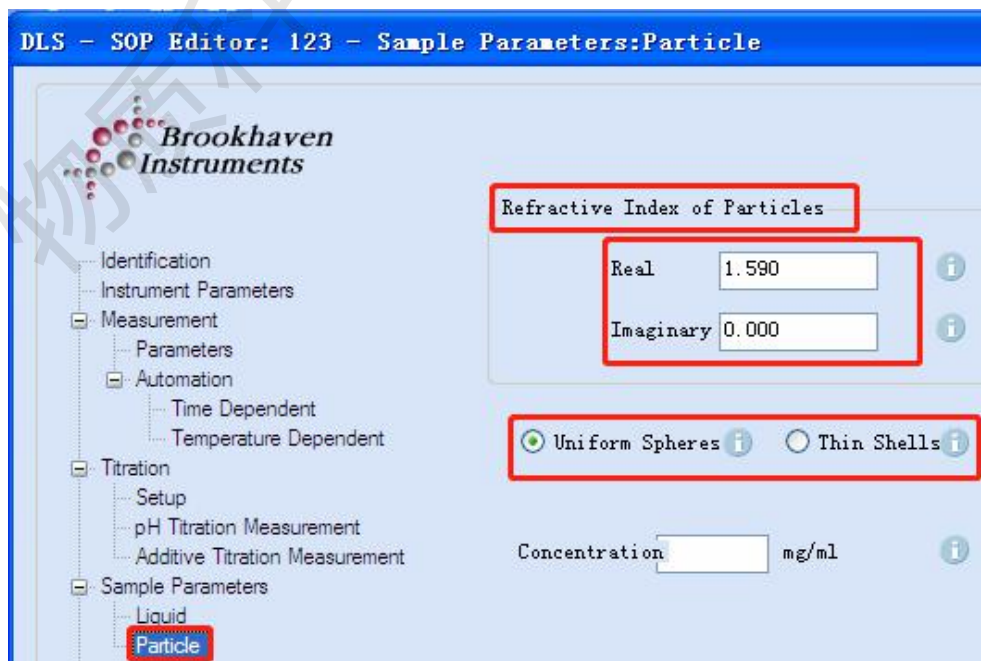 DLS - SOP Editor: 123 - Sample Parameters:Particle
Brookhaven
Instruments
Identification
Instrument Parameters
Measurement
Parameters
Automation
Time Dependent
Temperature Dependent
Titration
Setup
pH Titration Measurement
Additive Titration Measurement
Sample Parameters
Liquid
Particle
Refractive Index of Particles
Real 1.590
Imaginary 0.000
Uniform Spheres Thin Shells
Concentration mg/ml
物质